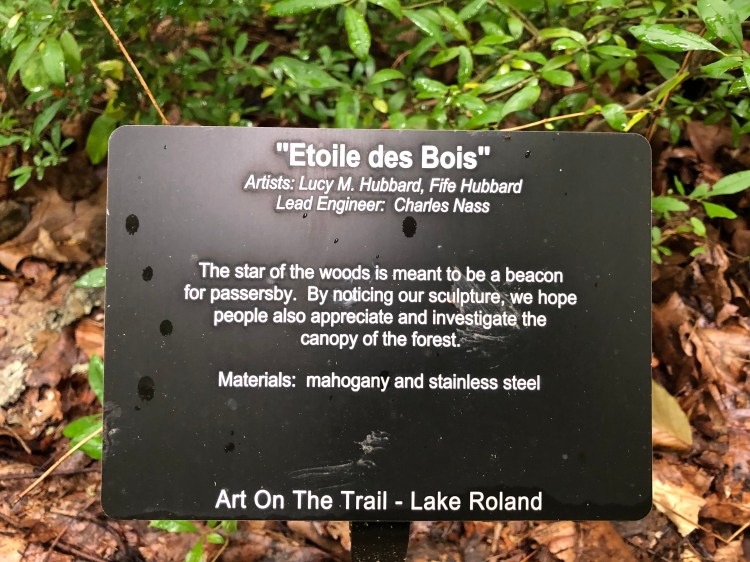 "Etoile des Bois"
Artists: Lucy M. Hubbard, Fife Hubbard
Lead Engineer: Charles Nass
The star of the woods is meant to be a beacon
for passersby. By noticing our sculpture, we hope
people also appreciate and investigate the
canopy of the forest.
Materials: mahogany and stainless steel
Art On The Trail - Lake Roland